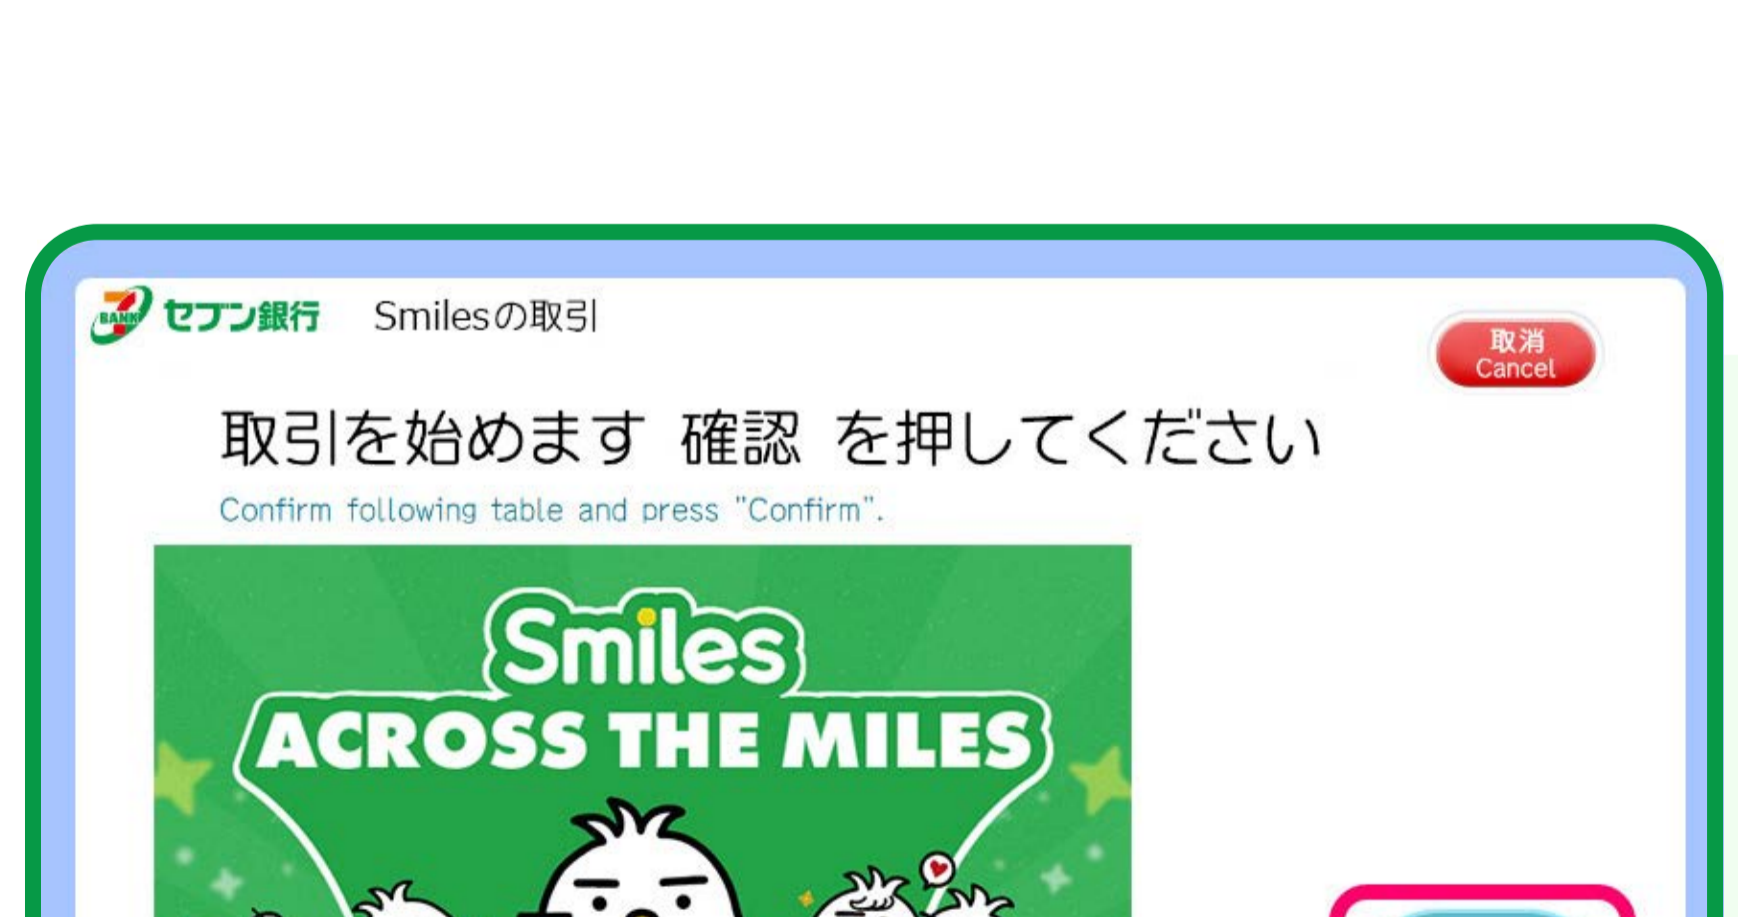 7 BANK セブン銀行 Smilesの取引
取消
Cancel
取引を始めます 確認 を押してください
Confirm following table and press "Confirm".
Smiles
ACROSS THE MILES